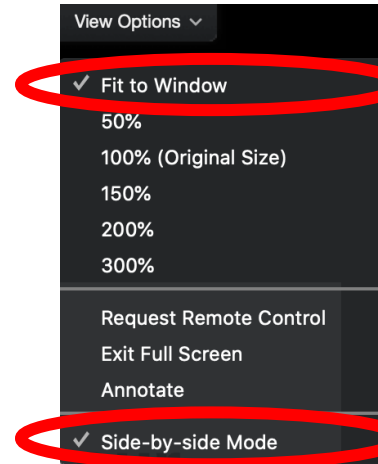 View Options
Fit to Window
50%
100% (Original Size)
150%
200%
300%
Request Remote Control
Exit Full Screen
Annotate
Side-by-side Mode